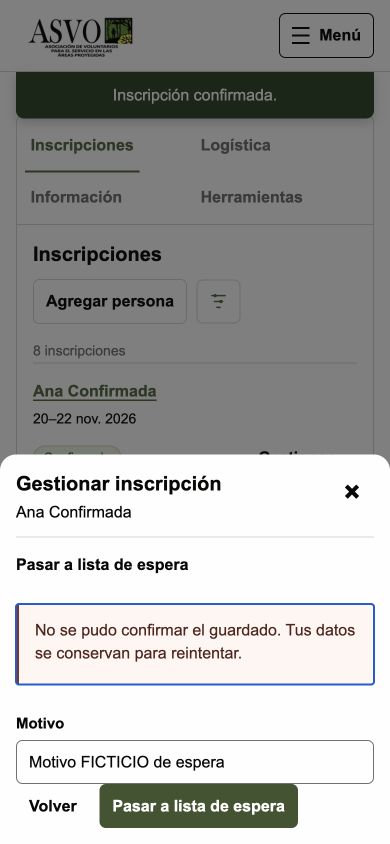 ASVO
ASOCIACIÓN DE VOLUNTARIOS
PARA EL SERVICIO EN LAS
ÁREAS PROTEGIDAS
Menú
Inscripción confirmada.
Inscripciones
Logística
Información
Herramientas
Inscripciones
Agregar persona
8 inscripciones
Ana Confirmada
20–22 nov. 2026
Gestionar inscripción
Ana Confirmada
Pasar a lista de espera
No se pudo confirmar el guardado. Tus datos
se conservan para reintentar.
Motivo
Motivo FICTICIO de espera
Volver
Pasar a lista de espera